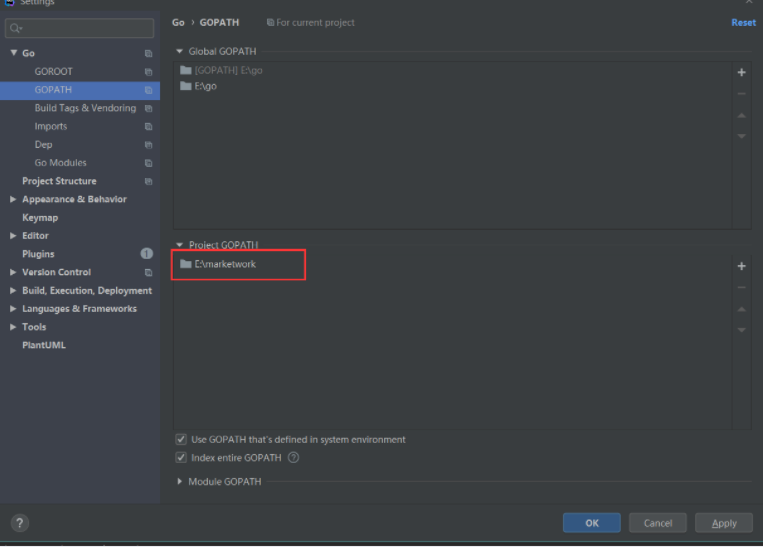 Settings
Go › GOPATH
For current project
Reset
Go
GOROOT
GOPATH
Build Tags & Vendoring
Imports
Dep
Go Modules
Project Structure
Appearance & Behavior
Keymap
Editor
Plugins
1
Version Control
Build, Execution, Deployment
Languages & Frameworks
Tools
PlantUML
Global GOPATH
[GOPATH] E:\go
E:\go
Project GOPATH
E:\marketwork
Use GOPATH that's defined in system environment
Index entire GOPATH ?
Module GOPATH
?
OK
Cancel
Apply